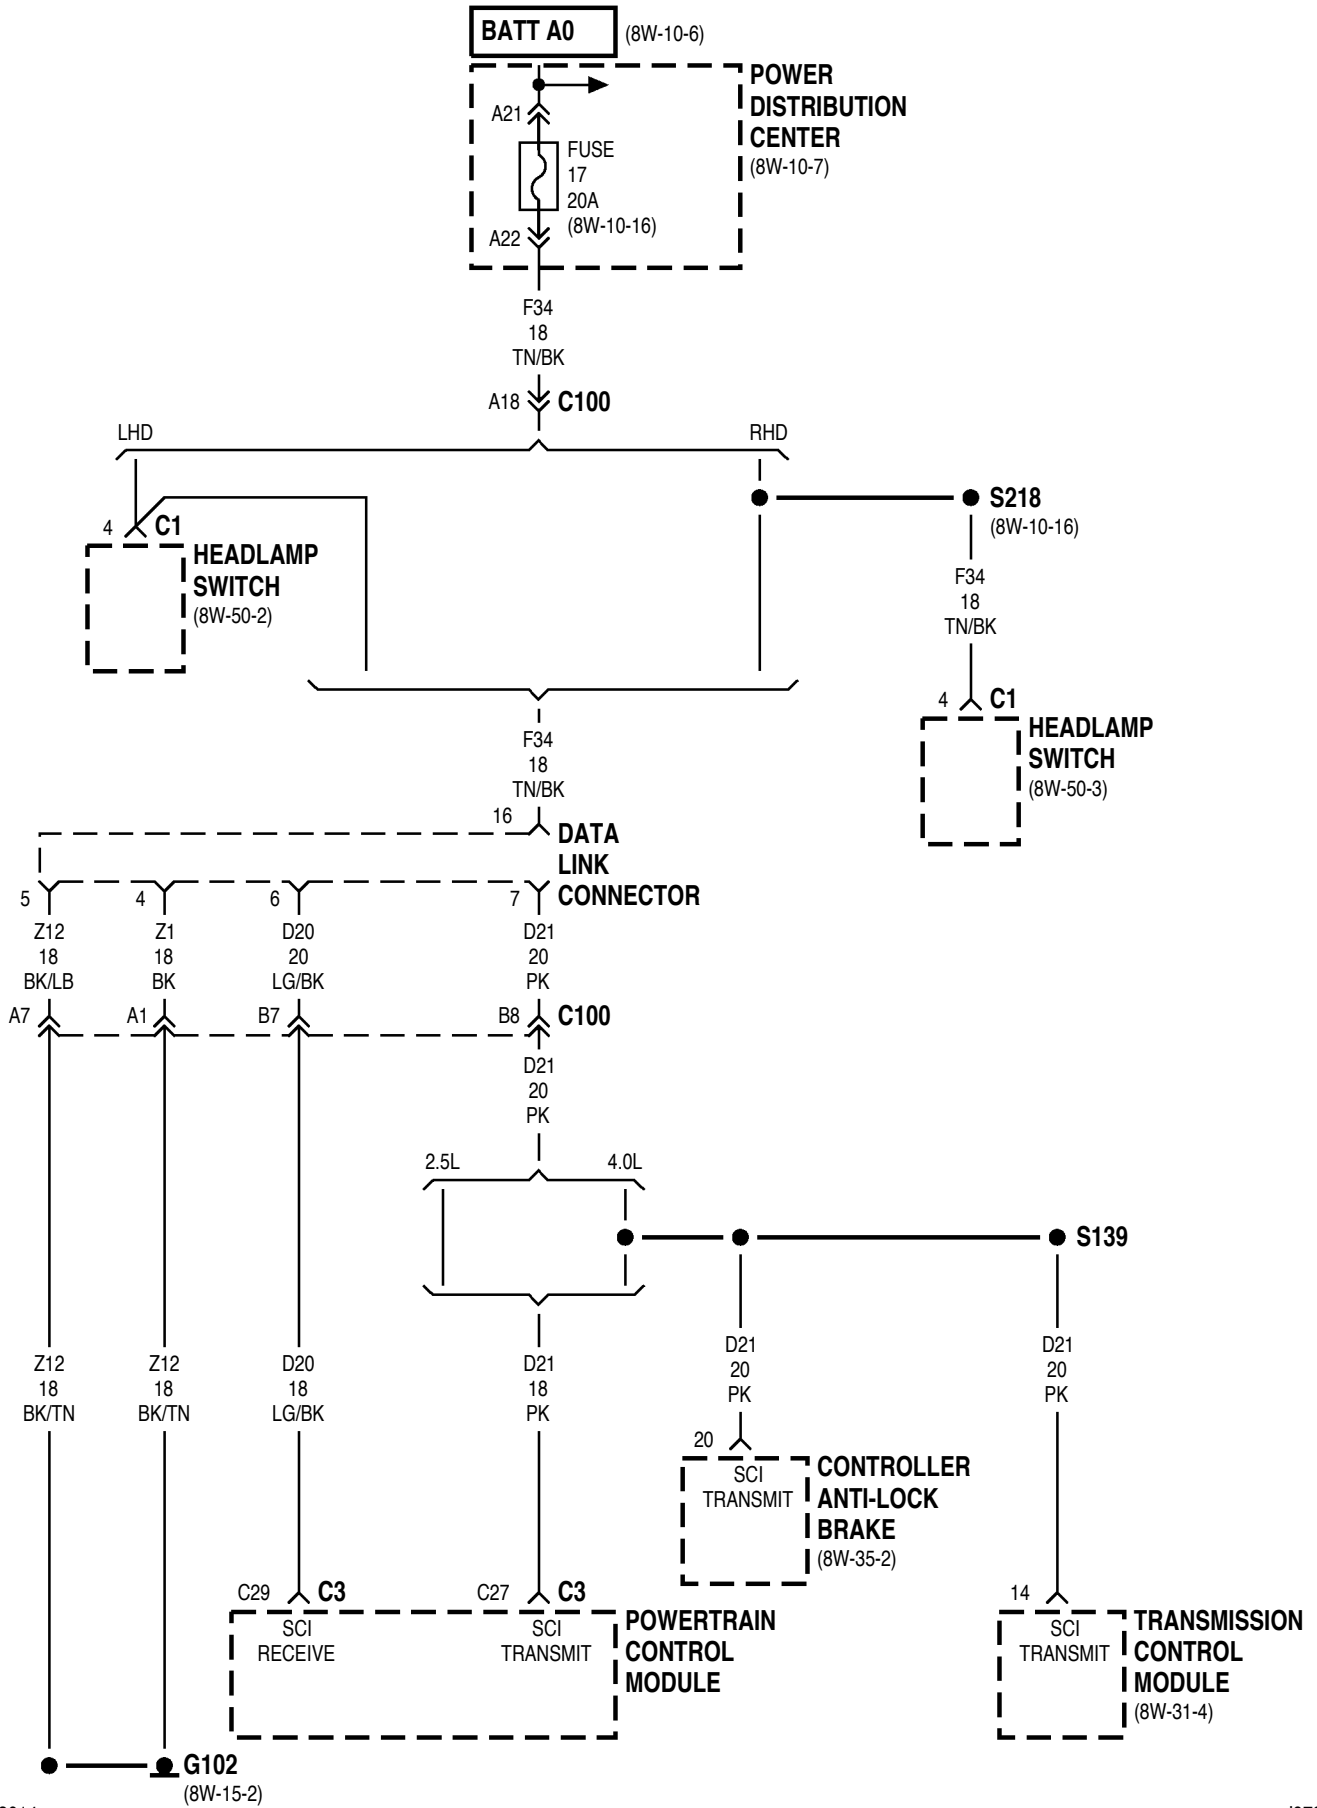 BATT A0
(8W-10-6)
POWER
DISTRIBUTION
CENTER
(8W-10-7)
A21
FUSE
17
20A
(8W-10-16)
A22
F34
18
TN/BK
A18
C100
LHD
RHD
4
C1
HEADLAMP
SWITCH
(8W-50-2)
S218
(8W-10-16)
F34
18
TN/BK
4
C1
HEADLAMP
SWITCH
(8W-50-3)
F34
18
TN/BK
16
DATA
LINK
CONNECTOR
5
4
6
7
Z12
18
BK/LB
Z1
18
BK
D20
20
LG/BK
D21
20
PK
A7
A1
B7
B8
C100
D21
20
PK
2.5L
4.0L
S139
Z12
18
BK/TN
Z12
18
BK/TN
D20
18
LG/BK
D21
18
PK
D21
20
PK
D21
20
PK
20
SCI
TRANSMIT
CONTROLLER
ANTI-LOCK
BRAKE
(8W-35-2)
C29
C3
C27
C3
SCI
RECEIVE
SCI
TRANSMIT
POWERTRAIN
CONTROL
MODULE
14
SCI
TRANSMIT
TRANSMISSION
CONTROL
MODULE
(8W-31-4)
G102
(8W-15-2)